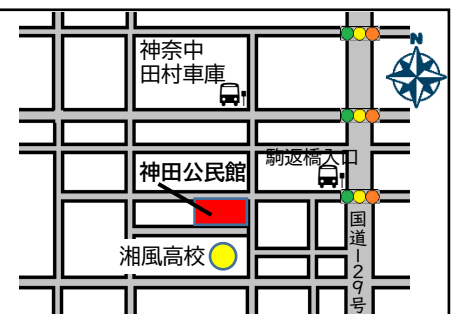 神奈中
田村車庫
N
駒返橋入口
神田公民館
湘風高校
国道129号